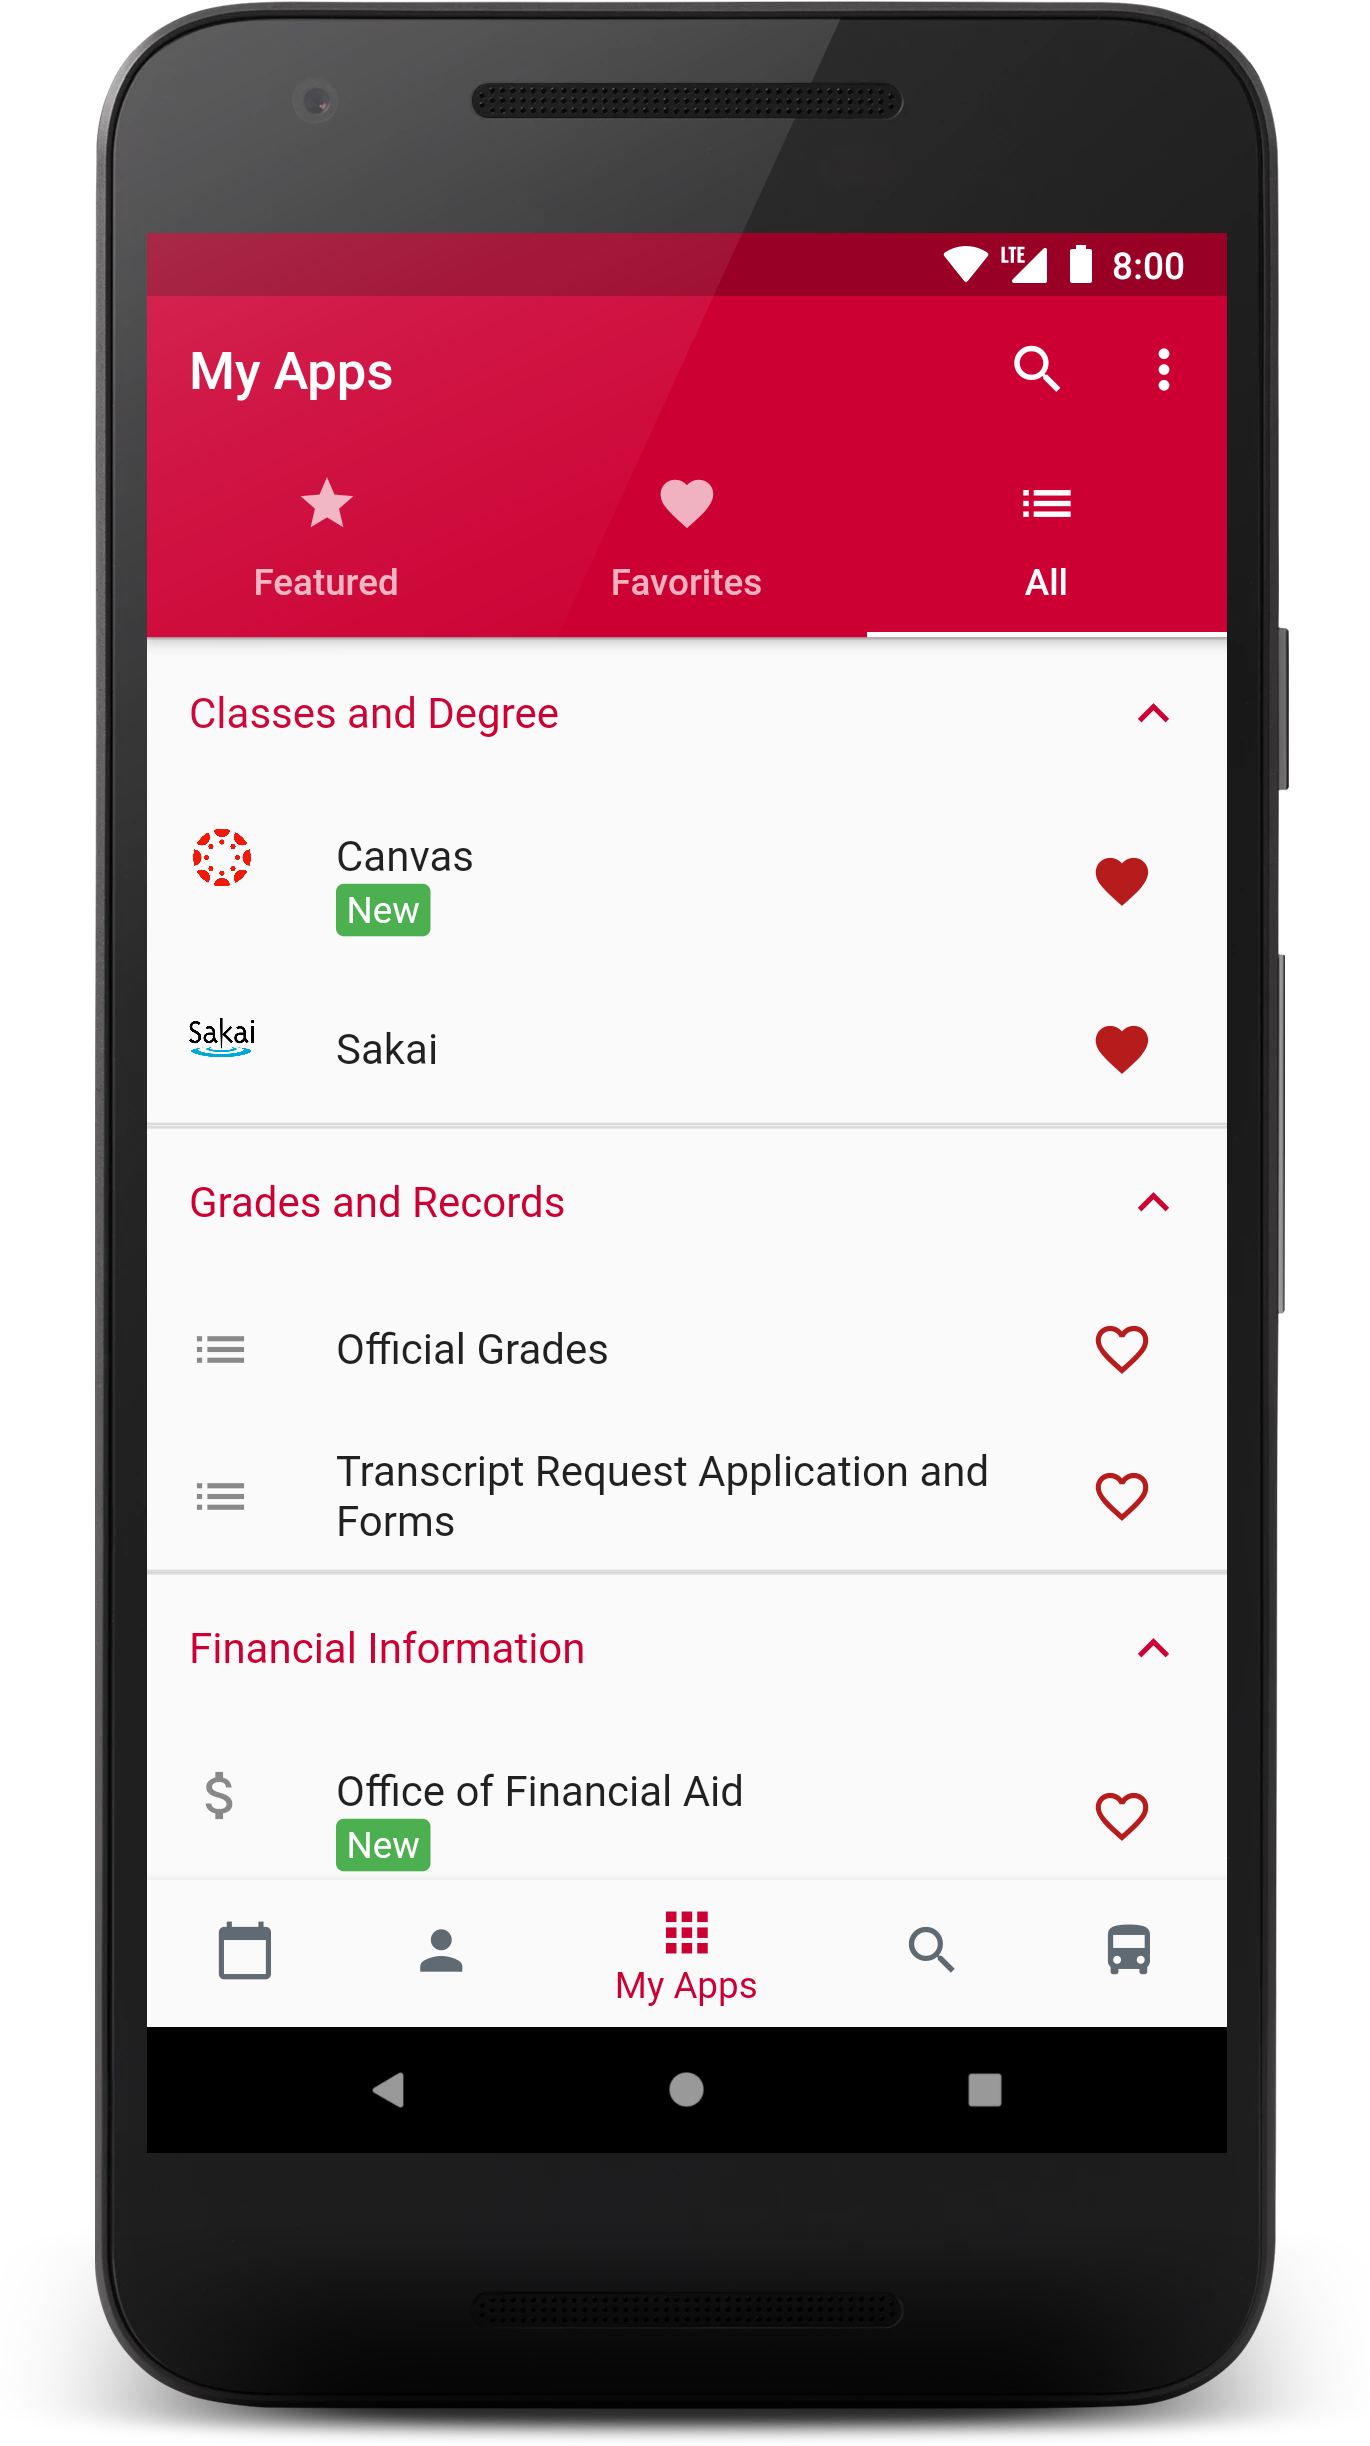 LTE 8:00
My Apps
Featured Favorites All
Classes and Degree
Canvas
New
Sakai Sakai
Grades and Records
Official Grades
Transcript Request Application and
Forms
Financial Information
$ Office of Financial Aid
New
My Apps